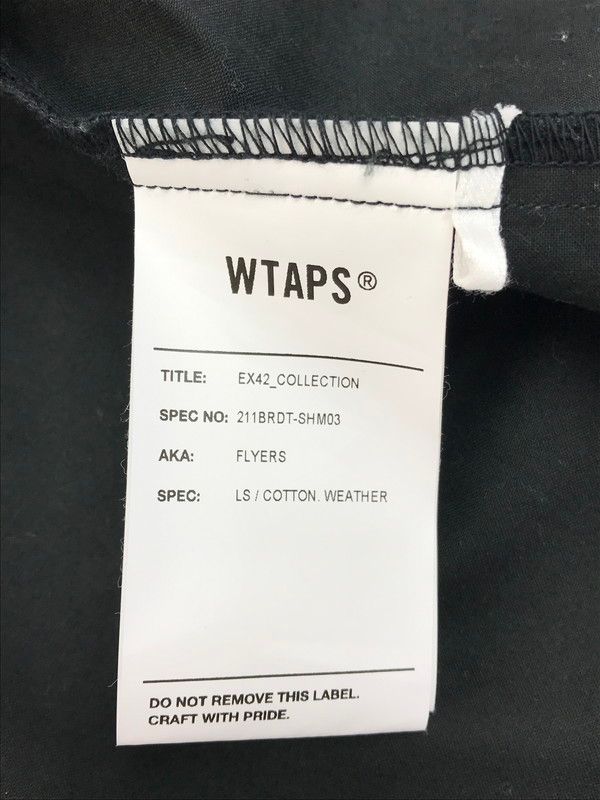 WTAPS®
TITLE: EX42_COLLECTION
SPEC NO: 211BRDT-SHM03
AKA: FLYERS
SPEC: LS / COTTON. WEATHER
DO NOT REMOVE THIS LABEL.
CRAFT WITH PRIDE.